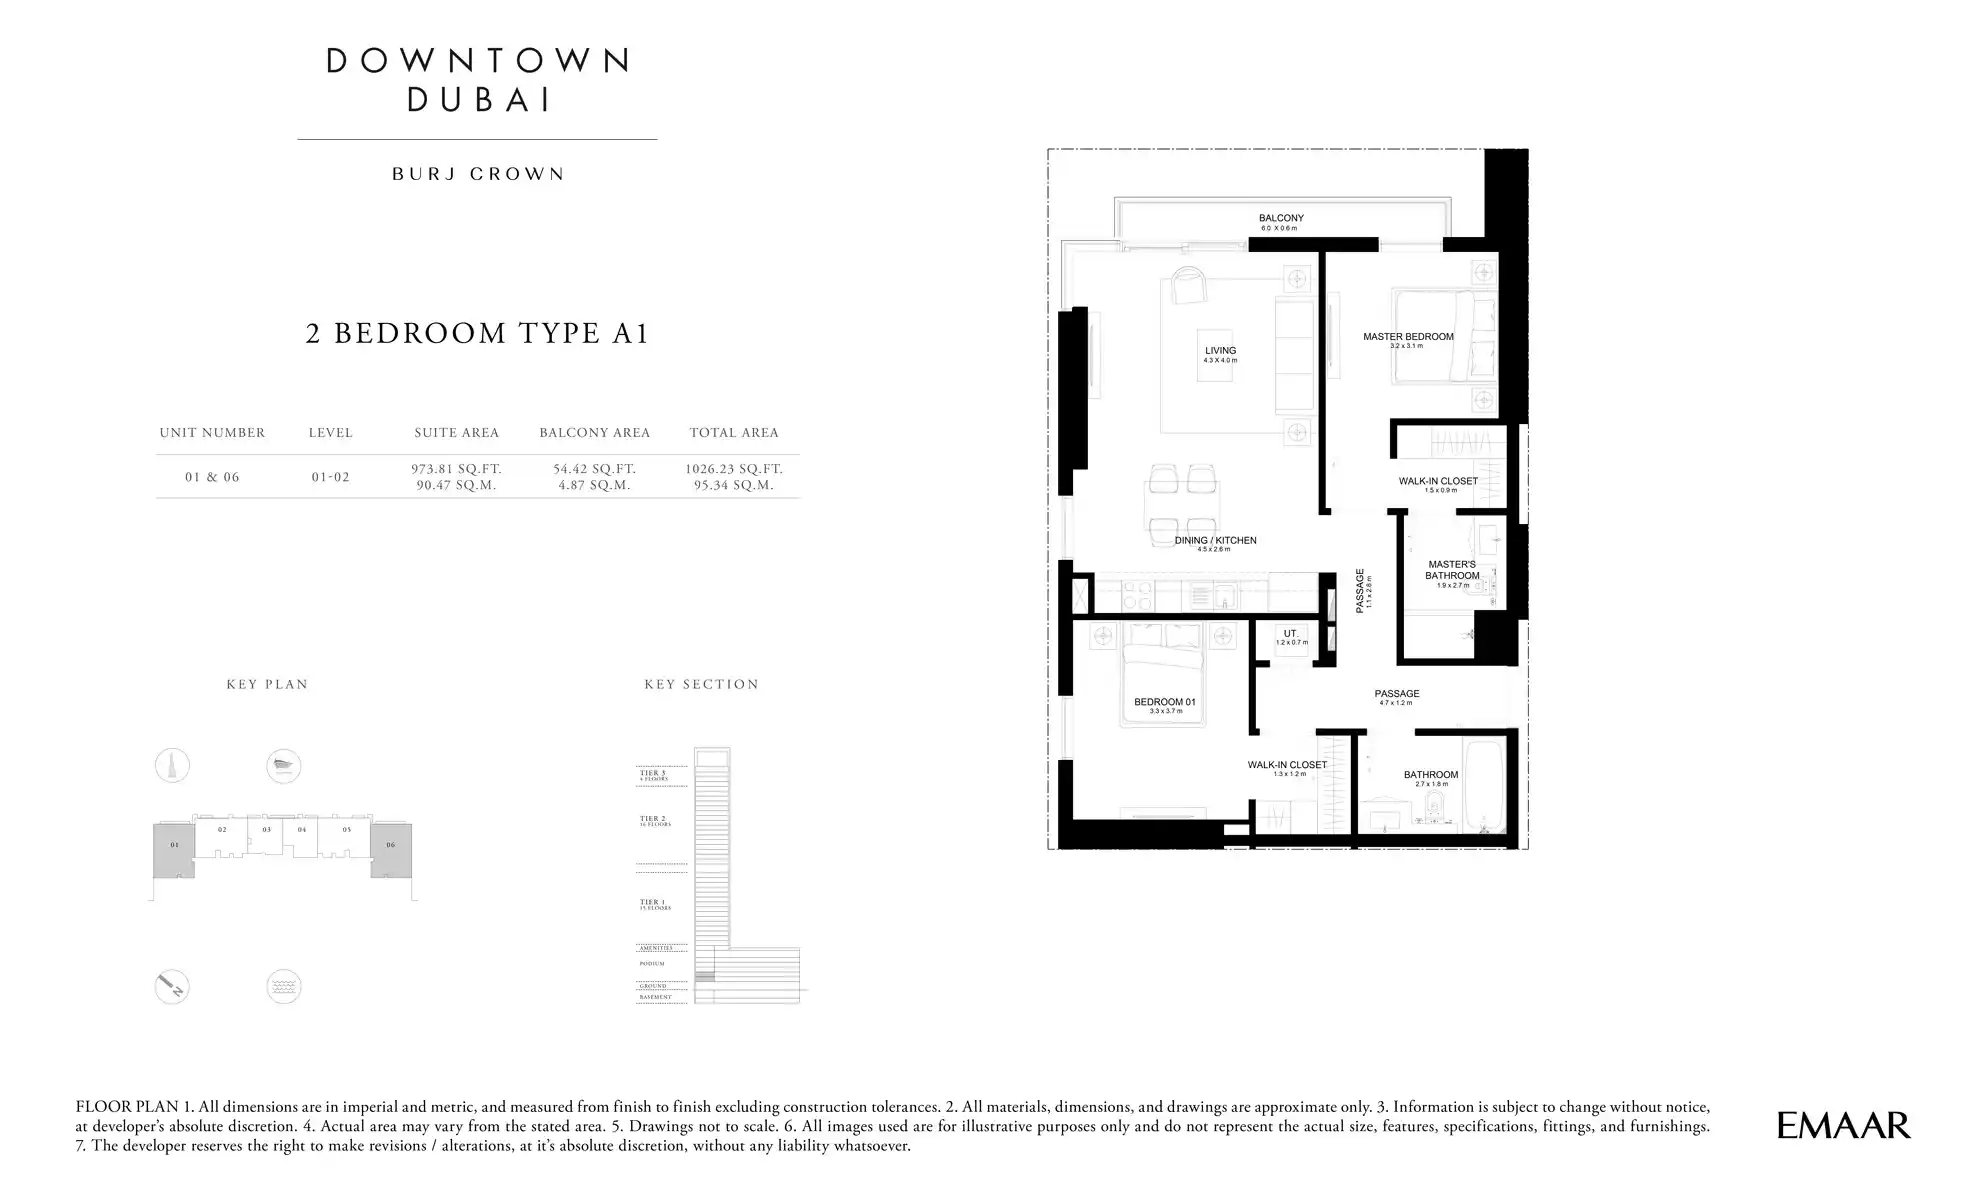 DOWNTOWN
DUBAI
BURJ CROWN
2 BEDROOM TYPE A1
UNIT NUMBER LEVEL SUITE AREA BALCONY AREA TOTAL AREA
01 & 06 01-02 973.81 SQ.FT. 54.42 SQ.FT. 1026.23 SQ.FT.
90.47 SQ.M. 4.87 SQ.M. 95.34 SQ.M.
KEY PLAN
01
02
03
04
05
06
N
KEY SECTION
TIER 3
6 FLOORS
TIER 2
16 FLOORS
TIER 1
15 FLOORS
AMENITIES
PODIUM
GROUND
BASEMENT
BALCONY
6.0 X 0.6 m
LIVING
4.3 X 4.0 m
MASTER BEDROOM
3.2 x 3.1 m
WALK-IN CLOSET
1.5 x 0.9 m
DINING / KITCHEN
4.5 x 2.6 m
MASTER'S
BATHROOM
1.9 x 2.7 m
PASSAGE
1.1 x 2.8 m
UT.
1.2 x 0.7 m
BEDROOM 01
3.3 x 3.7 m
PASSAGE
4.7 x 1.2 m
WALK-IN CLOSET
1.3 x 1.2 m
BATHROOM
2.7 x 1.8 m
FLOOR PLAN 1. All dimensions are in imperial and metric, and measured from finish to finish excluding construction tolerances. 2. All materials, dimensions, and drawings are approximate only. 3. Information is subject to change without notice,
at developer's absolute discretion. 4. Actual area may vary from the stated area. 5. Drawings not to scale. 6. All images used are for illustrative purposes only and do not represent the actual size, features, specifications, fittings, and furnishings.
7. The developer reserves the right to make revisions / alterations, at it's absolute discretion, without any liability whatsoever.
EMAAR